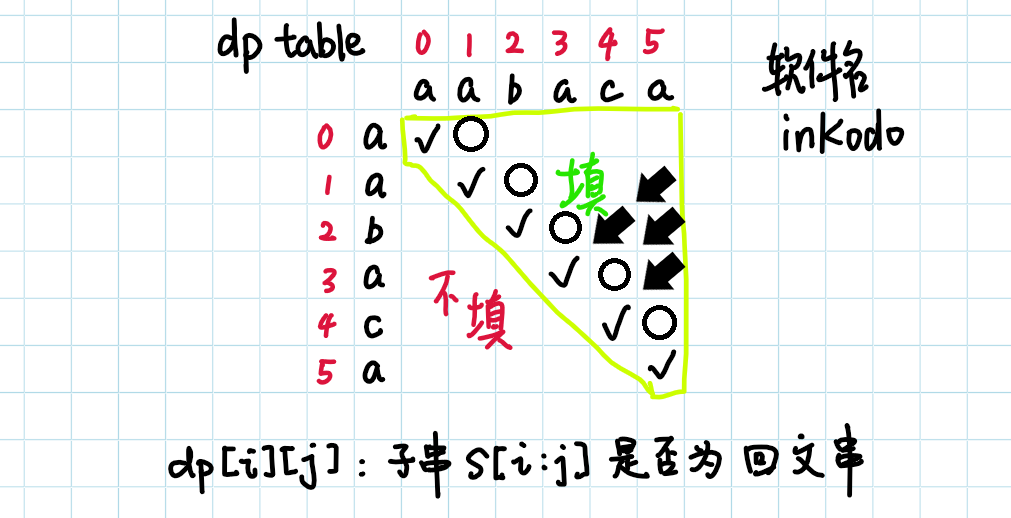 dp table 0 1 2 3 4 5
a a b a c a
软件名
inkodo
0 a
1 a 填
2 b
3 a 不填
4 c
5 a
dp[i][j]: 子串 S[i:j] 是否为 回文串